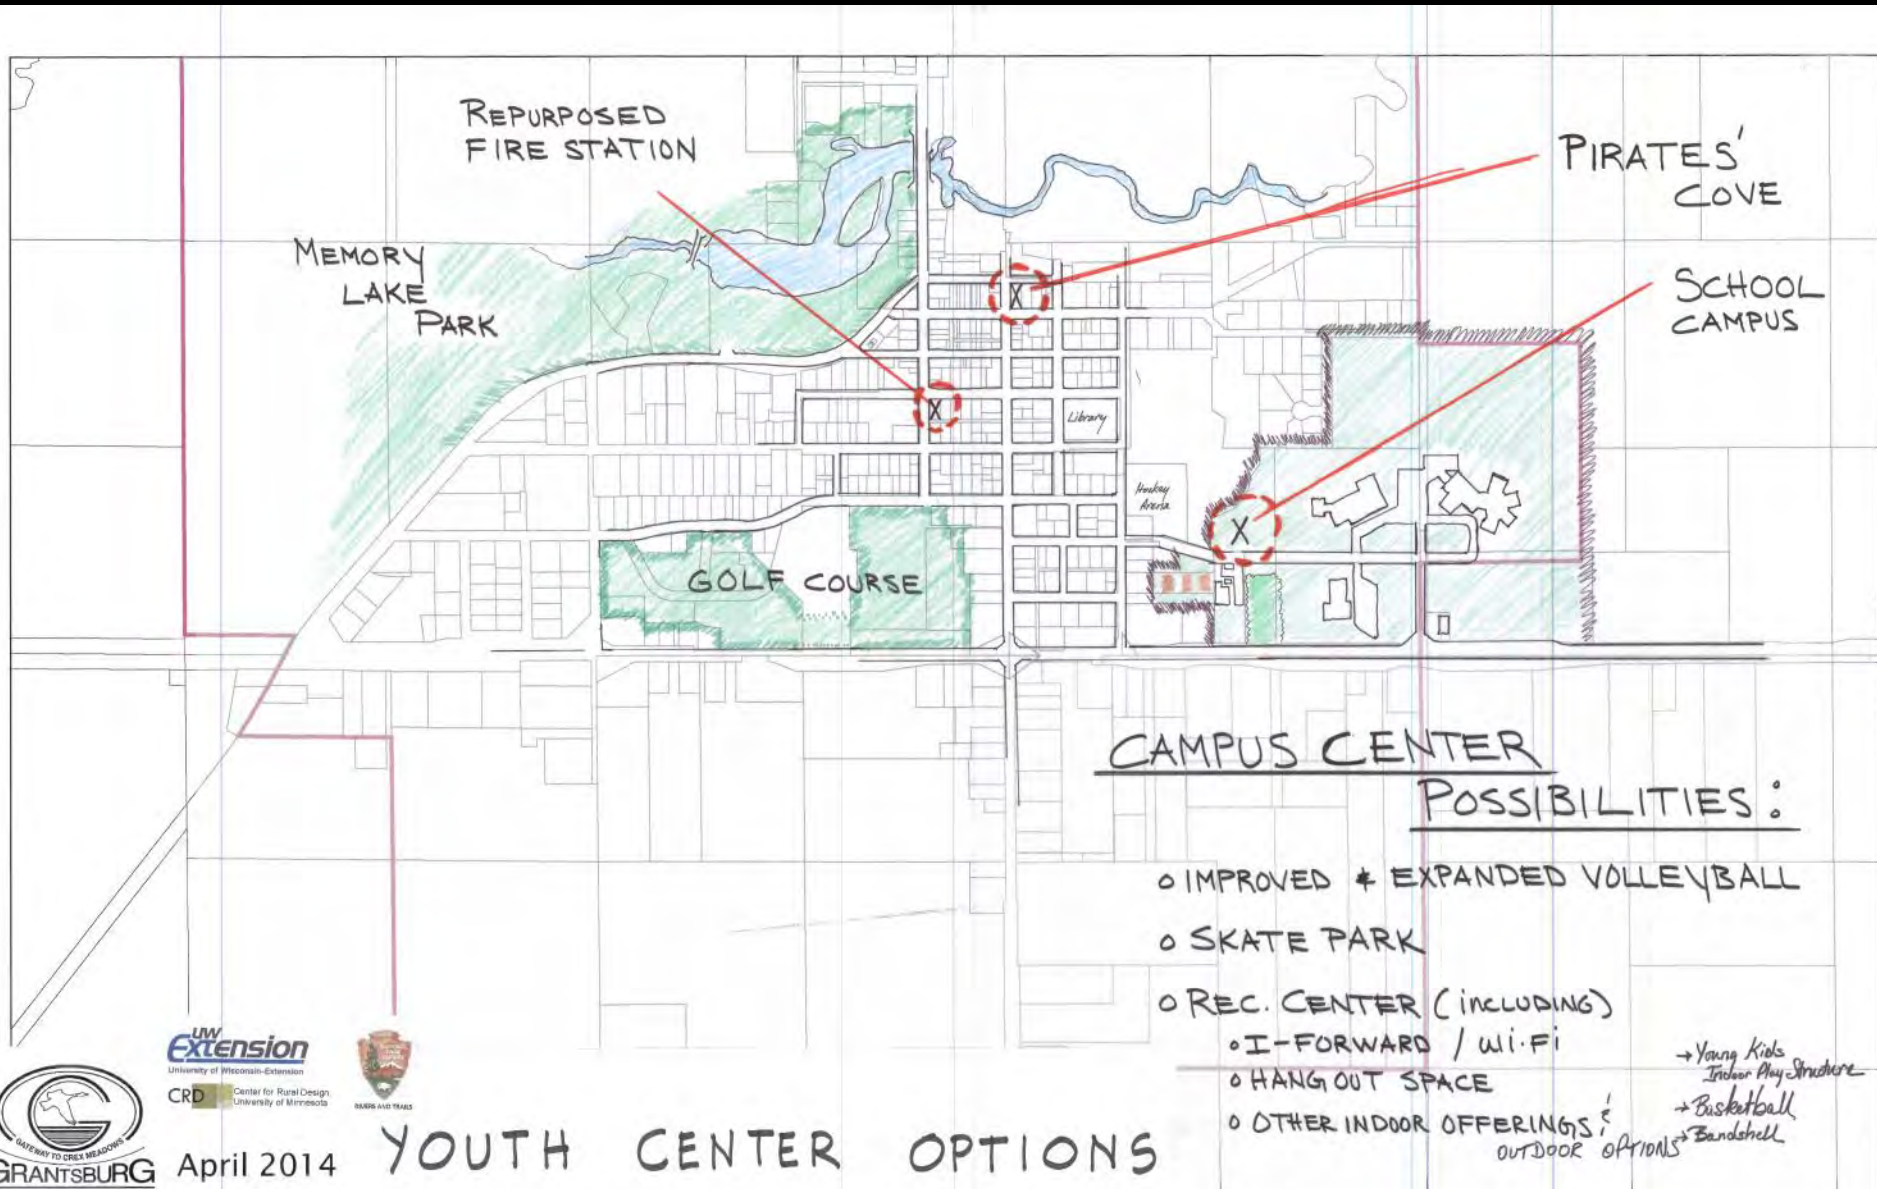 REPURPOSED
FIRE STATION
PIRATES'
COVE
MEMORY
LAKE
PARK
SCHOOL
CAMPUS
X
X
Library
Hockey
Arena
X
GOLF COURSE
CAMPUS CENTER
POSSIBILITIES:
o IMPROVED & EXPANDED VOLLEYBALL
o SKATE PARK
o REC. CENTER (INCLUDING)
o I-FORWARD / Wi-Fi
o HANG OUT SPACE
o OTHER INDOOR OFFERINGS &
OUTDOOR OPTIONS
→ Young Kids
Indoor Play Structure
→ Basketball
→ Bandshell
UW
Extension
University of Wisconsin-Extension
CRD Center for Rural Design
University of Minnesota
RIVERS AND TRAILS
GATEWAY TO CREX MEADOWS
GRANTSBURG
April 2014
YOUTH CENTER OPTIONS